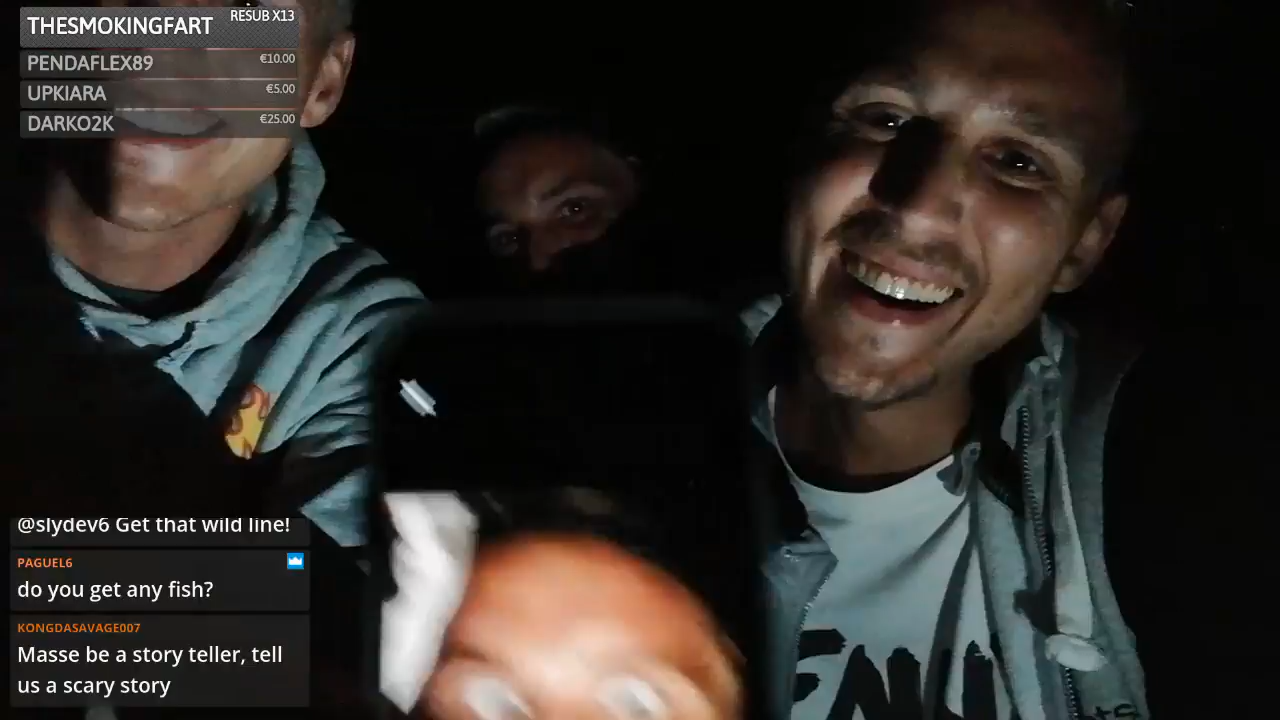 THESMOKINGFART RESUB X13
PENDAFLEX89 €10.00
UPKIARA €5.00
DARKO2K €25.00
@slydev6 Get that wild line!
PAGUEL6
do you get any fish?
KONGDASAVAGE007
Masse be a story teller, tell
us a scary story